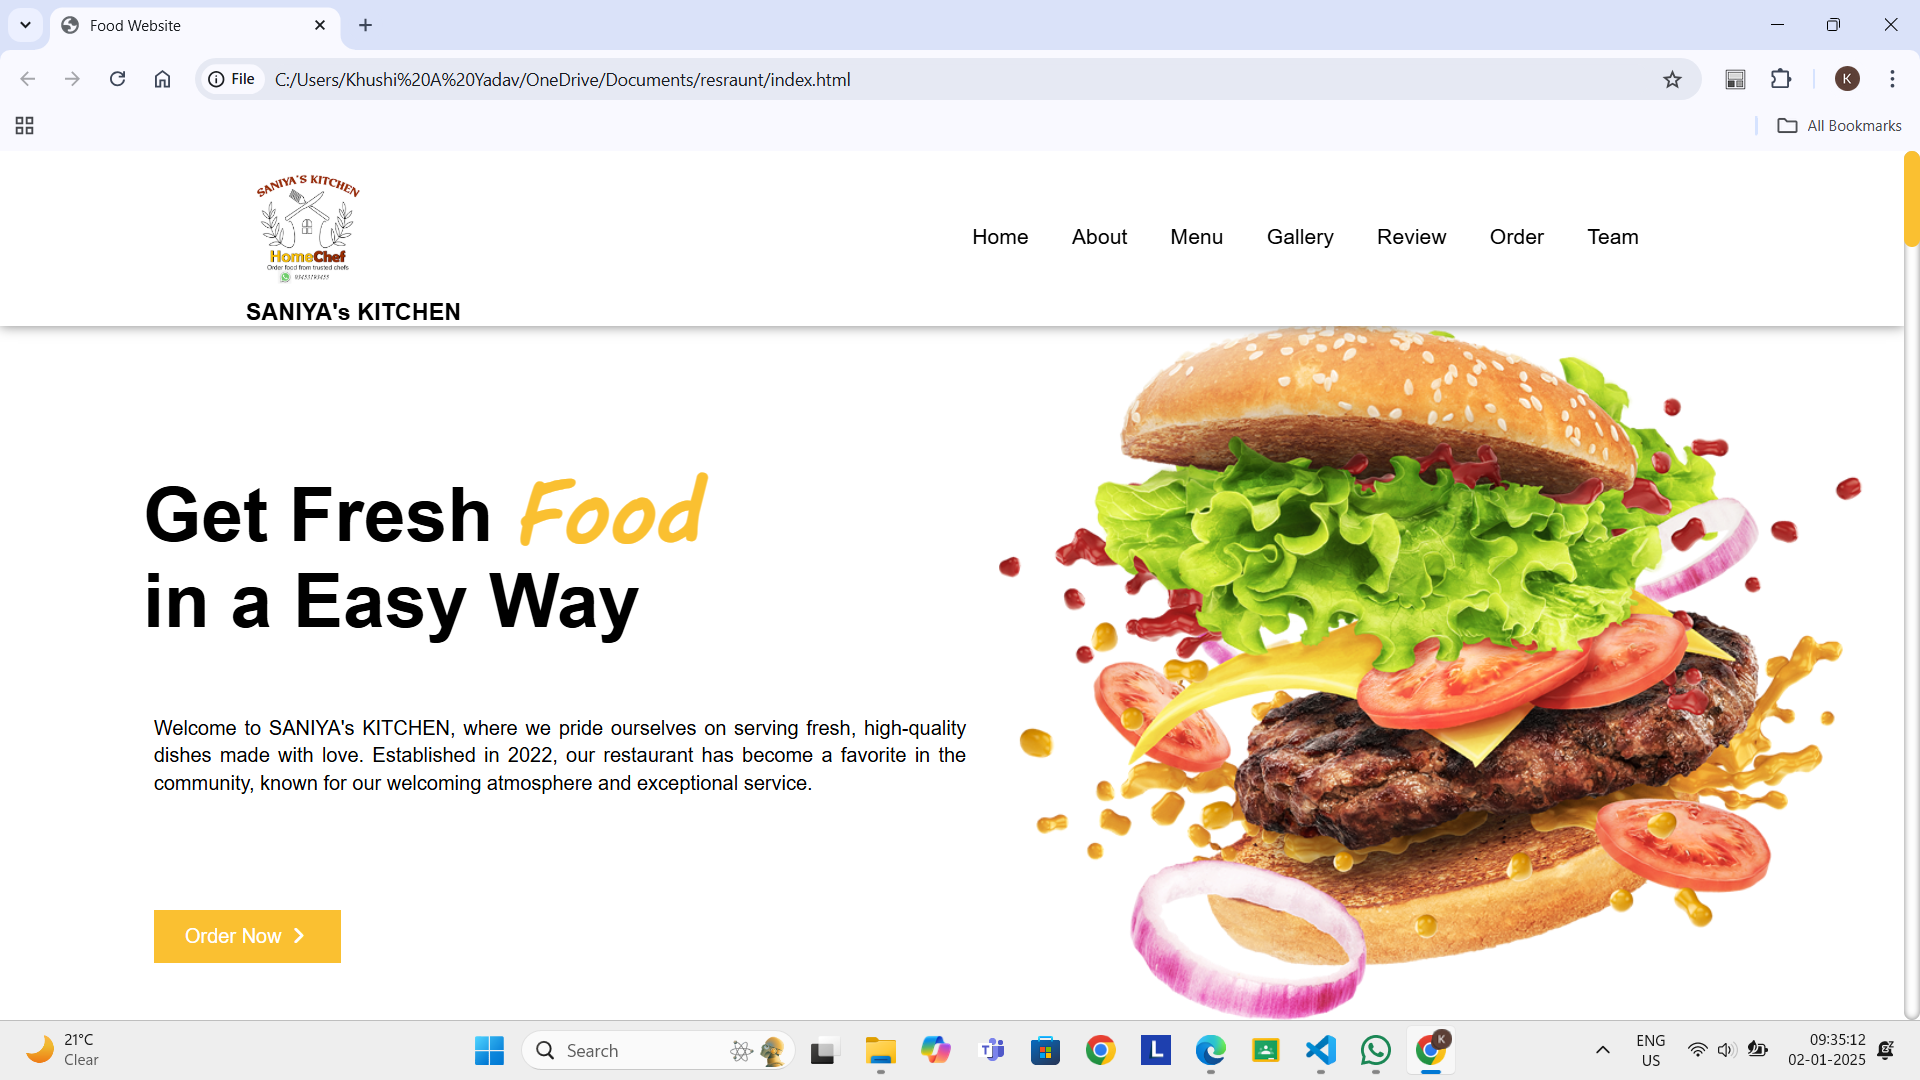 Food Website
File
C:/Users/Khushi%20A%20Yadav/OneDrive/Documents/resraunt/index.html
K
All Bookmarks
SANIYA'S KITCHEN
HomeChef
Order food from trusted chefs
Home
About
Menu
Gallery
Review
Order
Team
SANIYA's KITCHEN
Get Fresh Food
in a Easy Way
Welcome to SANIYA's KITCHEN, where we pride ourselves on serving fresh, high-quality
dishes made with love. Established in 2022, our restaurant has become a favorite in the
community, known for our welcoming atmosphere and exceptional service.
Order Now
21°C
Clear
Search
L
K
ENG
US
09:35:12
02-01-2025